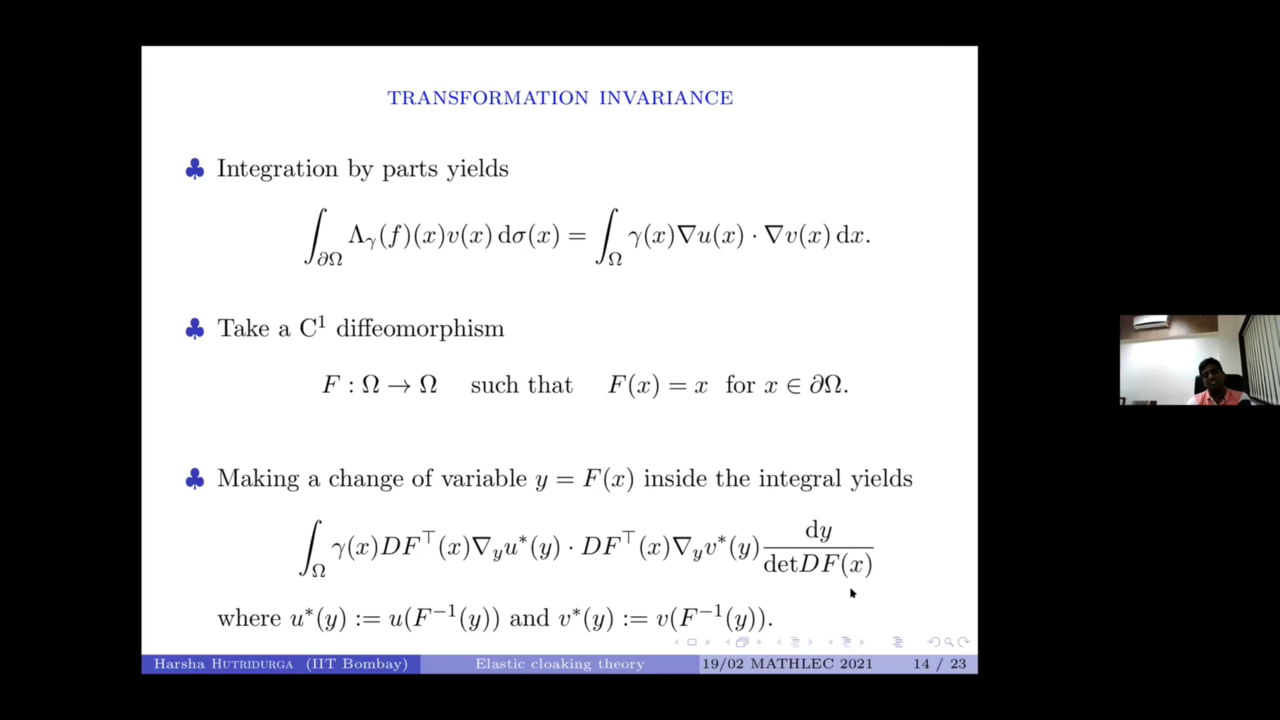 TRANSFORMATION INVARIANCE
♣ Integration by parts yields
∫_{∂Ω} Λ_γ(f)(x)v(x) dσ(x) = ∫_Ω γ(x)∇u(x) · ∇v(x) dx.
♣ Take a C¹ diffeomorphism
F : Ω → Ω such that F(x) = x for x ∈ ∂Ω.
♣ Making a change of variable y = F(x) inside the integral yields
∫_Ω γ(x)DF^⊤(x)∇_y u*(y) · DF^⊤(x)∇_y v*(y) dy/detDF(x)
where u*(y) := u(F⁻¹(y)) and v*(y) := v(F⁻¹(y)).
Harsha HUTRIDURGA (IIT Bombay) Elastic cloaking theory 19/02 MATHLEC 2021 14 / 23